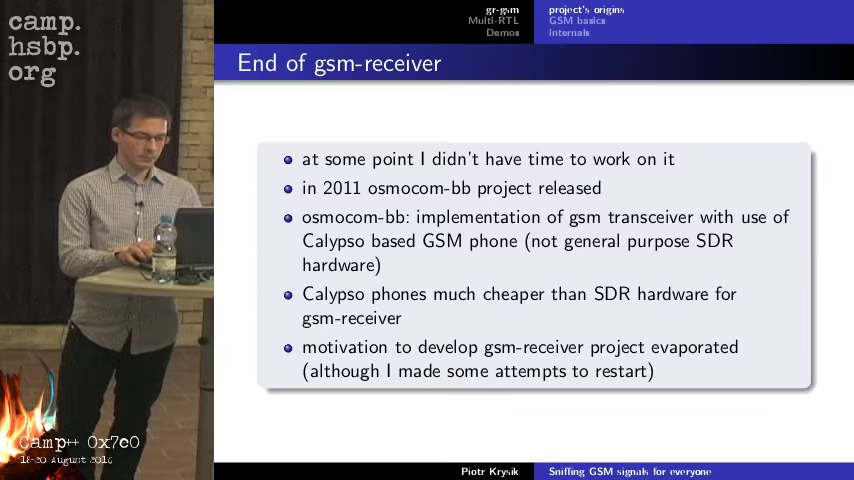 camp.
hsbp.
org
gr-gsm
Multi-RTL
Demos
project's origins
GSM basics
Internals
End of gsm-receiver
at some point I didn't have time to work on it
in 2011 osmocom-bb project released
osmocom-bb: implementation of gsm transceiver with use of
Calypso based GSM phone (not general purpose SDR
hardware)
Calypso phones much cheaper than SDR hardware for
gsm-receiver
motivation to develop gsm-receiver project evaporated
(although I made some attempts to restart)
Camp++ 0x7e0
18-20 August 2016
Piotr Krysik
Sniffing GSM signals for everyone